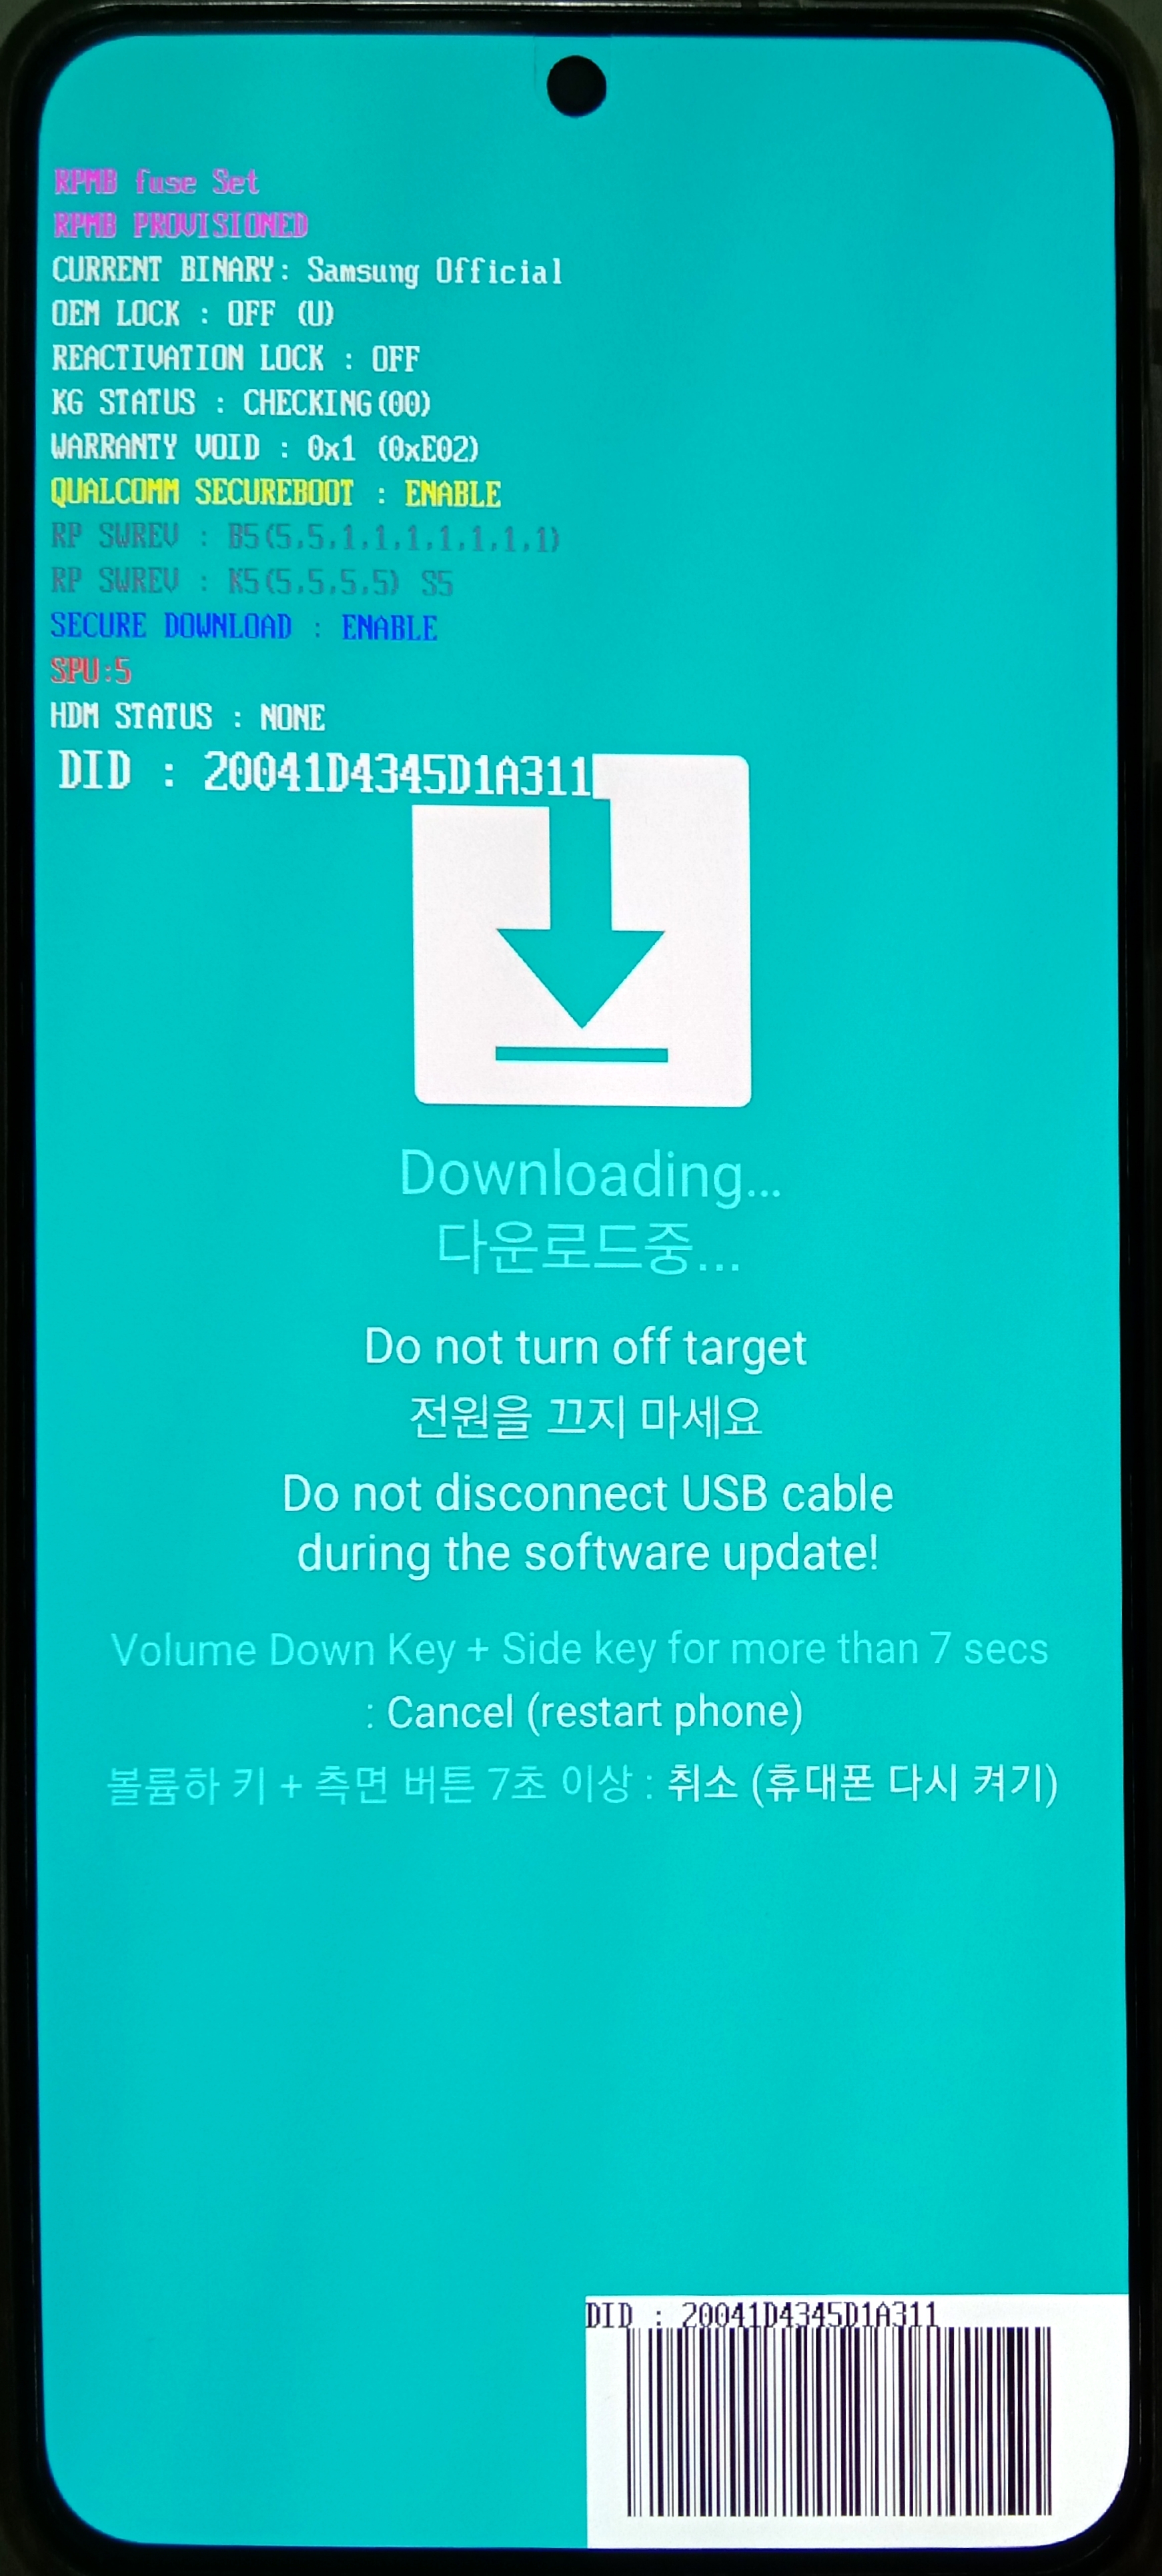 RPMB fuse Set
RPMB PROVISIONED
CURRENT BINARY: Samsung Official
OEM LOCK : OFF (U)
REACTIVATION LOCK : OFF
KG STATUS : CHECKING(00)
WARRANTY VOID : 0x1 (0xE02)
QUALCOMM SECUREBOOT : ENABLE
RP SWREV : B5(5,5,1,1,1,1,1,1,1)
RP SWREV : K5(5,5,5,5) S5
SECURE DOWNLOAD : ENABLE
SPU:5
HDM STATUS : NONE
DID : 20041D4345D1A311
Downloading...
다운로드중...
Do not turn off target
전원을 끄지 마세요
Do not disconnect USB cable
during the software update!
Volume Down Key + Side key for more than 7 secs
: Cancel (restart phone)
볼륨하 키 + 측면 버튼 7초 이상 : 취소 (휴대폰 다시 켜기)
DID : 20041D4345D1A311